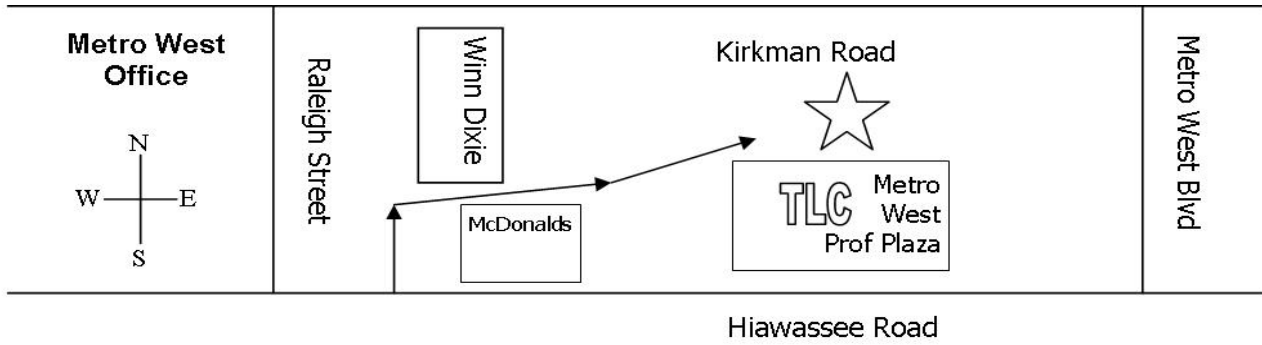 Metro West
Office
N
W
E
S
Raleigh Street
Winn Dixie
McDonalds
Kirkman Road
TLC
Metro
West
Prof Plaza
Metro West Blvd
Hiawassee Road